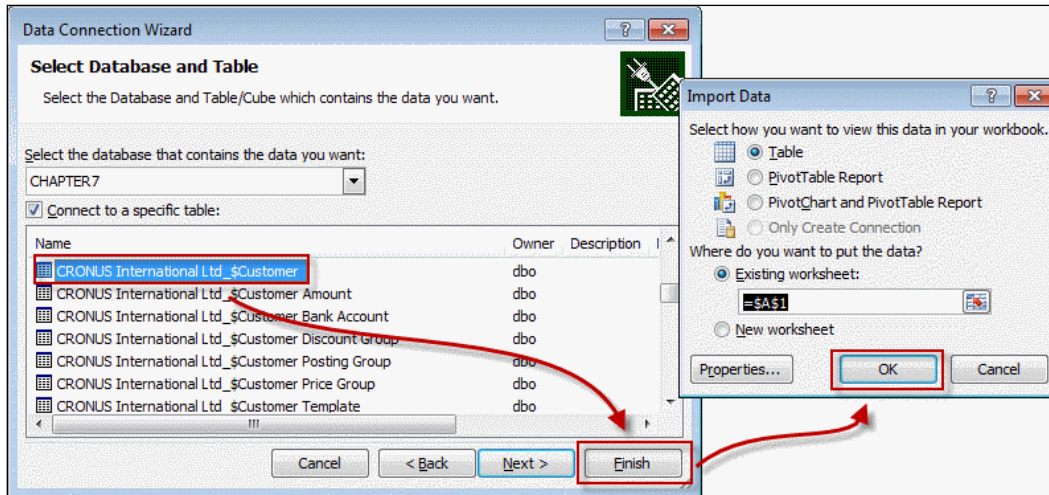 Data Connection Wizard
Select Database and Table
Select the Database and Table/Cube which contains the data you want.
Select the database that contains the data you want:
CHAPTER7
Connect to a specific table:
Name Owner Description
CRONUS International Ltd_$Customer dbo
CRONUS International Ltd_$Customer Amount dbo
CRONUS International Ltd_$Customer Bank Account dbo
CRONUS International Ltd_$Customer Discount Group dbo
CRONUS International Ltd_$Customer Posting Group dbo
CRONUS International Ltd_$Customer Price Group dbo
CRONUS International Ltd_$Customer Template dbo
Cancel < Back Next > Finish
Import Data
Select how you want to view this data in your workbook.
Table
PivotTable Report
PivotChart and PivotTable Report
Only Create Connection
Where do you want to put the data?
Existing worksheet:
=$A$1
New worksheet
Properties... OK Cancel